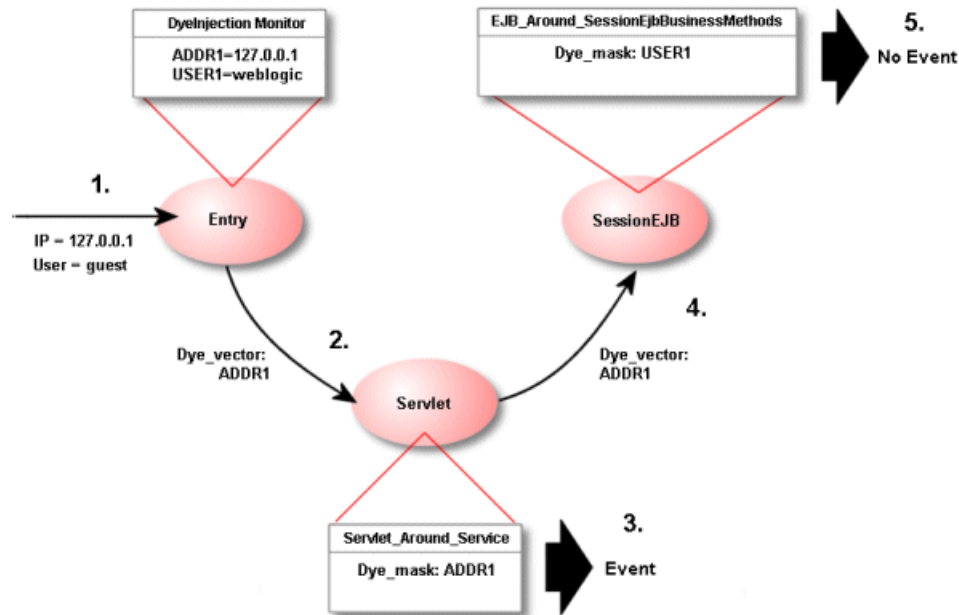 DyeInjection Monitor
ADDR1=127.0.0.1
USER1=weblogic
EJB_Around_SessionEjbBusinessMethods
Dye_mask: USER1
5.
No Event
1.
IP = 127.0.0.1
User = guest
Entry
SessionEJB
2.
Dye_vector:
ADDR1
4.
Dye_vector:
ADDR1
Servlet
Servlet_Around_Service
Dye_mask: ADDR1
3.
Event